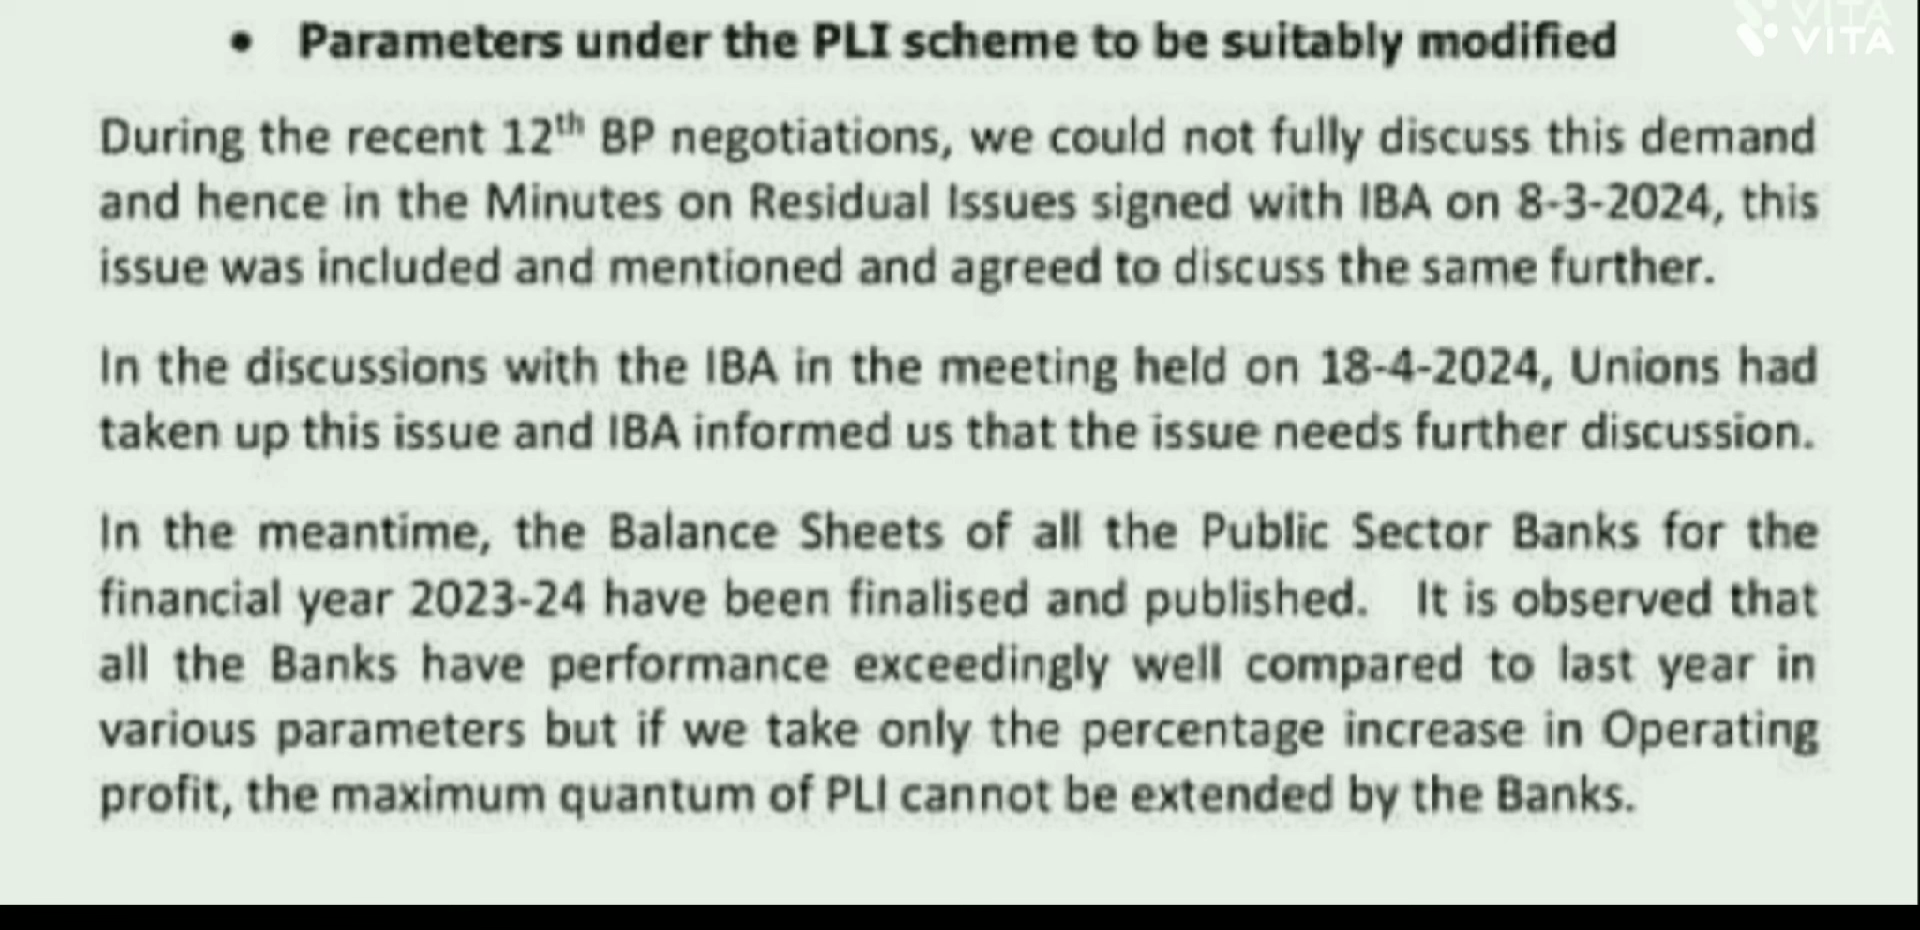 • Parameters under the PLI scheme to be suitably modified
VITA
VITA
During the recent 12th BP negotiations, we could not fully discuss this demand
and hence in the Minutes on Residual Issues signed with IBA on 8-3-2024, this
issue was included and mentioned and agreed to discuss the same further.
In the discussions with the IBA in the meeting held on 18-4-2024, Unions had
taken up this issue and IBA informed us that the issue needs further discussion.
In the meantime, the Balance Sheets of all the Public Sector Banks for the
financial year 2023-24 have been finalised and published. It is observed that
all the Banks have performance exceedingly well compared to last year in
various parameters but if we take only the percentage increase in Operating
profit, the maximum quantum of PLI cannot be extended by the Banks.